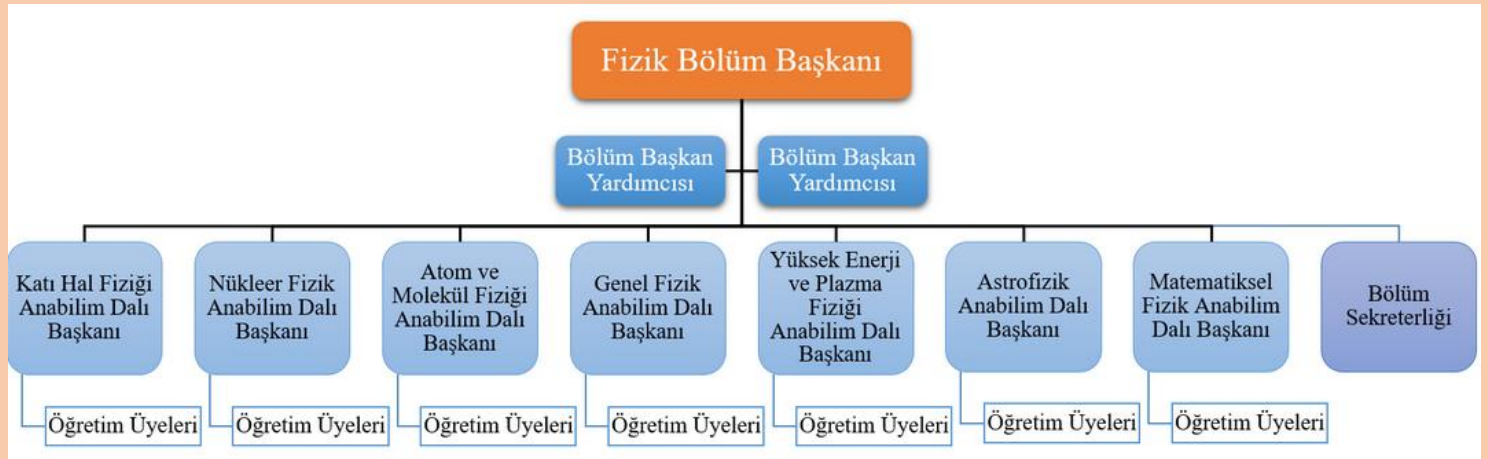 Fizik Bölüm Başkanı
Bölüm Başkan
Yardımcısı
Bölüm Başkan
Yardımcısı
Katı Hal Fiziği
Anabilim Dalı
Başkanı
Nükleer Fizik
Anabilim Dalı
Başkanı
Atom ve
Molekül Fiziği
Anabilim Dalı
Başkanı
Genel Fizik
Anabilim Dalı
Başkanı
Yüksek Enerji
ve Plazma
Fiziği
Anabilim Dalı
Başkanı
Astrofizik
Anabilim Dalı
Başkanı
Matematiksel
Fizik Anabilim
Dalı Başkanı
Bölüm
Sekreterliği
Öğretim Üyeleri
Öğretim Üyeleri
Öğretim Üyeleri
Öğretim Üyeleri
Öğretim Üyeleri
Öğretim Üyeleri
Öğretim Üyeleri